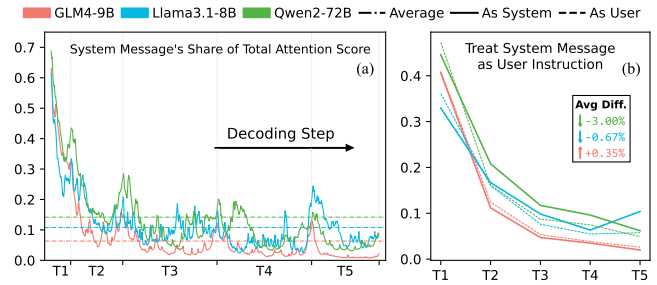 GLM4-9B Llama3.1-8B Qwen2-72B Average As System As User
System Message's Share of Total Attention Score
(a)
Decoding Step
0.7
0.6
0.5
0.4
0.3
0.2
0.1
0.0
T1 T2 T3 T4 T5
Treat System Message
as User Instruction
(b)
Avg Diff.
-3.00%
-0.67%
+0.35%
0.4
0.3
0.2
0.1
0.0
T1 T2 T3 T4 T5